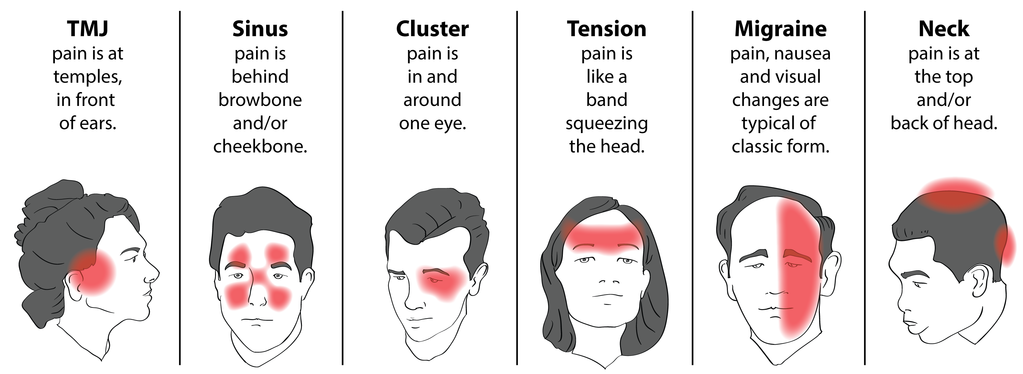 TMJ
pain is at
temples,
in front
of ears.
Sinus
pain is
behind
browbone
and/or
cheekbone.
Cluster
pain is
in and
around
one eye.
Tension
pain is
like a
band
squeezing
the head.
Migraine
pain, nausea
and visual
changes are
typical of
classic form.
Neck
pain is at
the top
and/or
back of head.